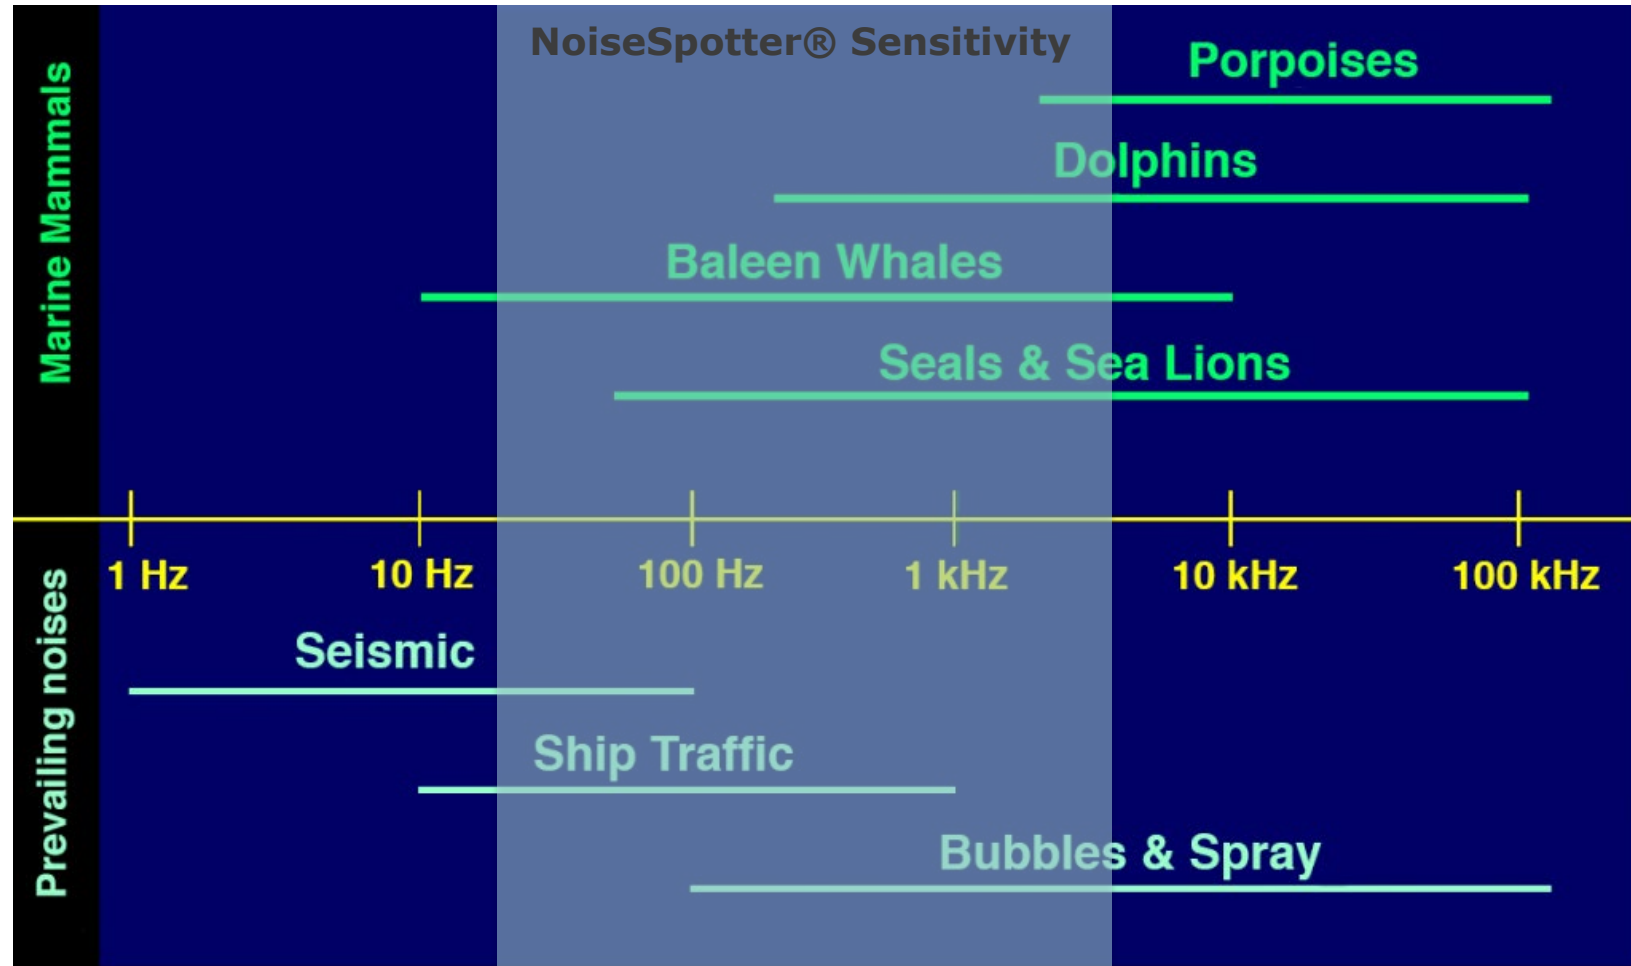 NoiseSpotter® Sensitivity
Marine Mammals
Porpoises
Dolphins
Baleen Whales
Seals & Sea Lions
1 Hz 10 Hz 100 Hz 1 kHz 10 kHz 100 kHz
Prevailing noises
Seismic
Ship Traffic
Bubbles & Spray